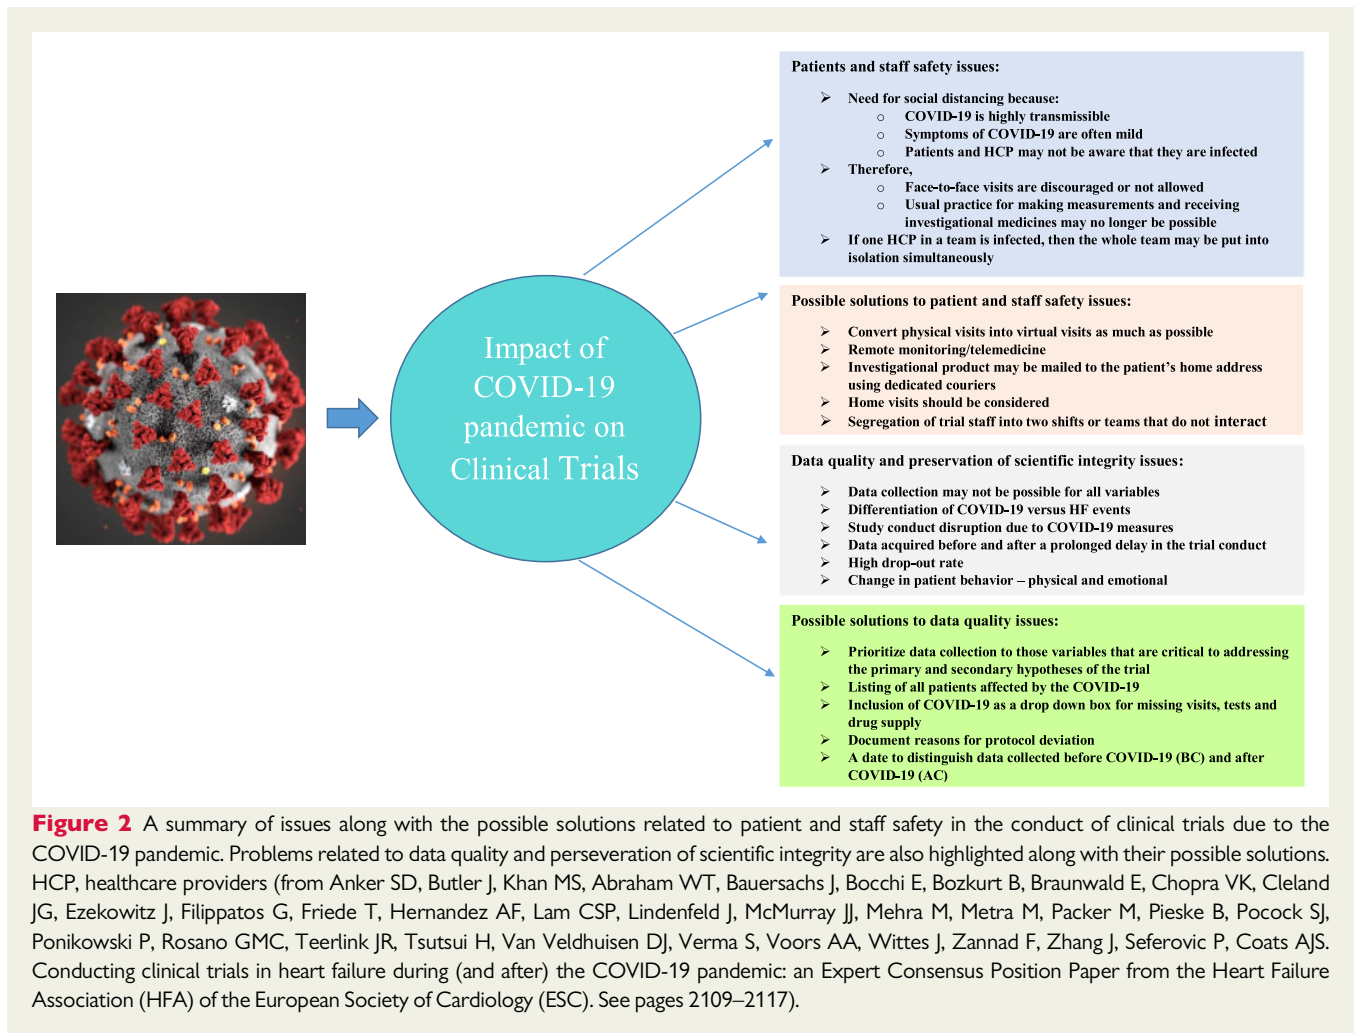 Impact of
COVID-19
pandemic on
Clinical Trials
Patients and staff safety issues:
➢ Need for social distancing because:
o COVID-19 is highly transmissible
o Symptoms of COVID-19 are often mild
o Patients and HCP may not be aware that they are infected
➢ Therefore,
o Face-to-face visits are discouraged or not allowed
o Usual practice for making measurements and receiving
investigational medicines may no longer be possible
➢ If one HCP in a team is infected, then the whole team may be put into
isolation simultaneously
Possible solutions to patient and staff safety issues:
➢ Convert physical visits into virtual visits as much as possible
➢ Remote monitoring/telemedicine
➢ Investigational product may be mailed to the patient’s home address
using dedicated couriers
➢ Home visits should be considered
➢ Segregation of trial staff into two shifts or teams that do not interact
Data quality and preservation of scientific integrity issues:
➢ Data collection may not be possible for all variables
➢ Differentiation of COVID-19 versus HF events
➢ Study conduct disruption due to COVID-19 measures
➢ Data acquired before and after a prolonged delay in the trial conduct
➢ High drop-out rate
➢ Change in patient behavior – physical and emotional
Possible solutions to data quality issues:
➢ Prioritize data collection to those variables that are critical to addressing
the primary and secondary hypotheses of the trial
➢ Listing of all patients affected by the COVID-19
➢ Inclusion of COVID-19 as a drop down box for missing visits, tests and
drug supply
➢ Document reasons for protocol deviation
➢ A date to distinguish data collected before COVID-19 (BC) and after
COVID-19 (AC)
Figure 2 A summary of issues along with the possible solutions related to patient and staff safety in the conduct of clinical trials due to the
COVID-19 pandemic. Problems related to data quality and perseveration of scientific integrity are also highlighted along with their possible solutions.
HCP, healthcare providers (from Anker SD, Butler J, Khan MS, Abraham WT, Bauersachs J, Bocchi E, Bozkurt B, Braunwald E, Chopra VK, Cleland
JG, Ezekowitz J, Filippatos G, Friede T, Hernandez AF, Lam CSP, Lindenfeld J, McMurray JJ, Mehra M, Metra M, Packer M, Pieske B, Pocock SJ,
Ponikowski P, Rosano GMC, Teerlink JR, Tsutsui H, Van Veldhuisen DJ, Verma S, Voors AA, Wittes J, Zannad F, Zhang J, Seferovic P, Coats AJS.
Conducting clinical trials in heart failure during (and after) the COVID-19 pandemic: an Expert Consensus Position Paper from the Heart Failure
Association (HFA) of the European Society of Cardiology (ESC). See pages 2109–2117).